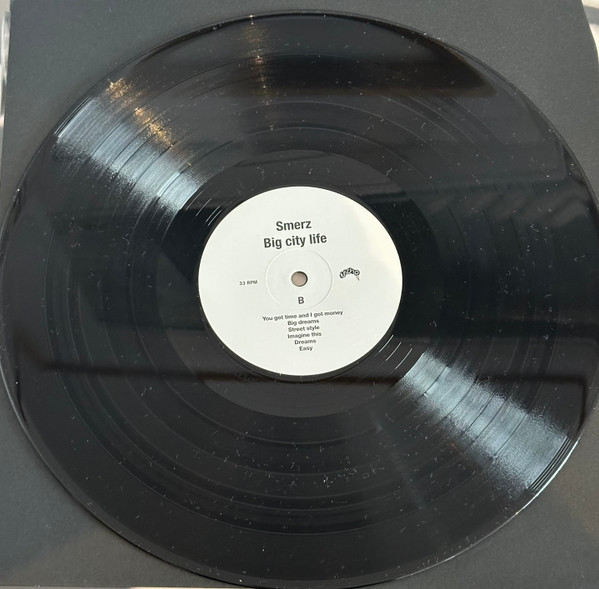 Smerz
Big city life
33 RPM
B
You got time and I got money
Big dreams
Street style
Imagine this
Dreams
Easy